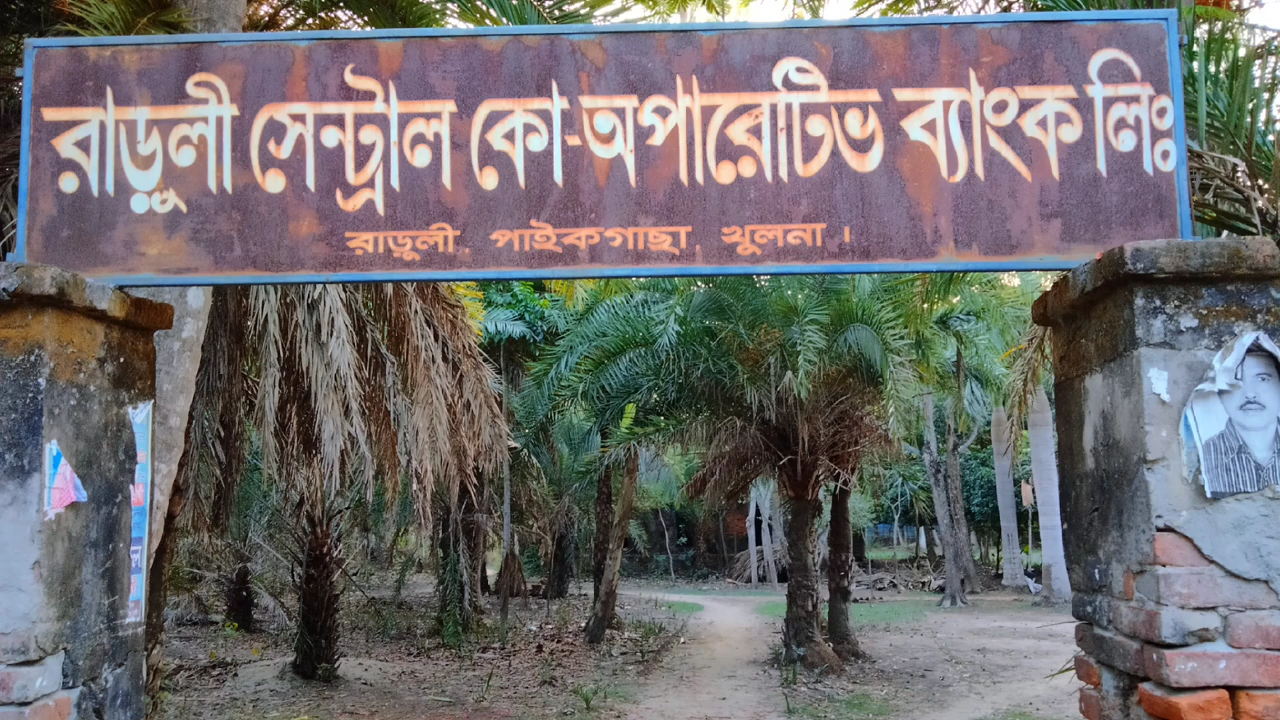 রাড়ুলী সেন্ট্রাল কো-অপারেটিভ ব্যাংক লিঃ
রাড়ুলী, পাইকগাছা, খুলনা।